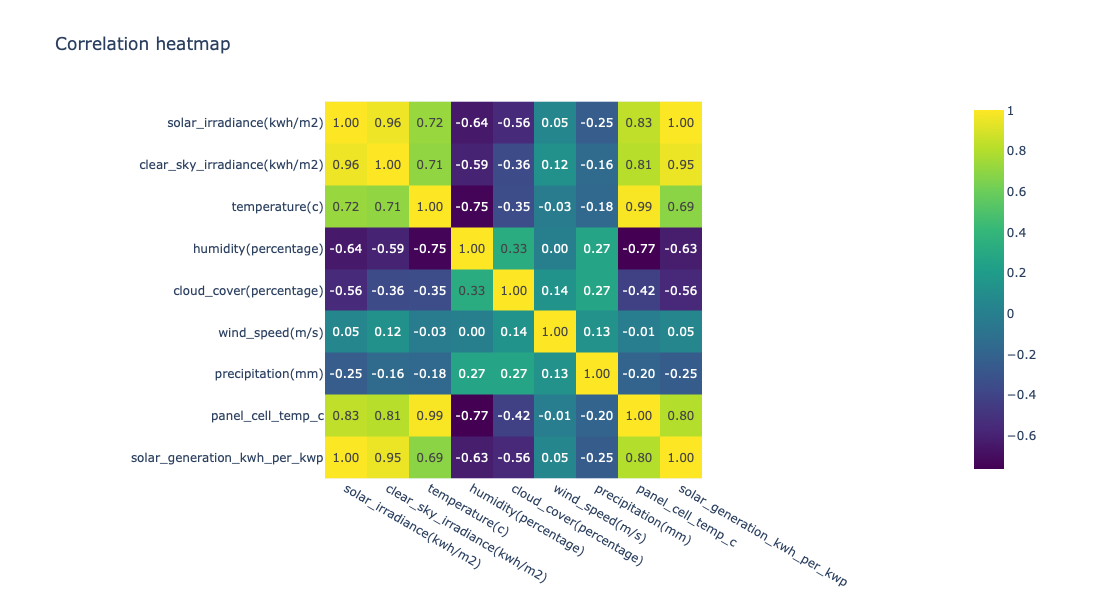 Correlation heatmap
solar_irradiance(kwh/m2) 1.00 0.96 0.72 -0.64 -0.56 0.05 -0.25 0.83 1.00
clear_sky_irradiance(kwh/m2) 0.96 1.00 0.71 -0.59 -0.36 0.12 -0.16 0.81 0.95
temperature(c) 0.72 0.71 1.00 -0.75 -0.35 -0.03 -0.18 0.99 0.69
humidity(percentage) -0.64 -0.59 -0.75 1.00 0.33 0.00 0.27 -0.77 -0.63
cloud_cover(percentage) -0.56 -0.36 -0.35 0.33 1.00 0.14 0.27 -0.42 -0.56
wind_speed(m/s) 0.05 0.12 -0.03 0.00 0.14 1.00 0.13 -0.01 0.05
precipitation(mm) -0.25 -0.16 -0.18 0.27 0.27 0.13 1.00 -0.20 -0.25
panel_cell_temp_c 0.83 0.81 0.99 -0.77 -0.42 -0.01 -0.20 1.00 0.80
solar_generation_kwh_per_kwp 1.00 0.95 0.69 -0.63 -0.56 0.05 -0.25 0.80 1.00
solar_irradiance(kwh/m2)
clear_sky_irradiance(kwh/m2)
temperature(c)
humidity(percentage)
cloud_cover(percentage)
wind_speed(m/s)
precipitation(mm)
panel_cell_temp_c
solar_generation_kwh_per_kwp
1
0.8
0.6
0.4
0.2
0
−0.2
−0.4
−0.6